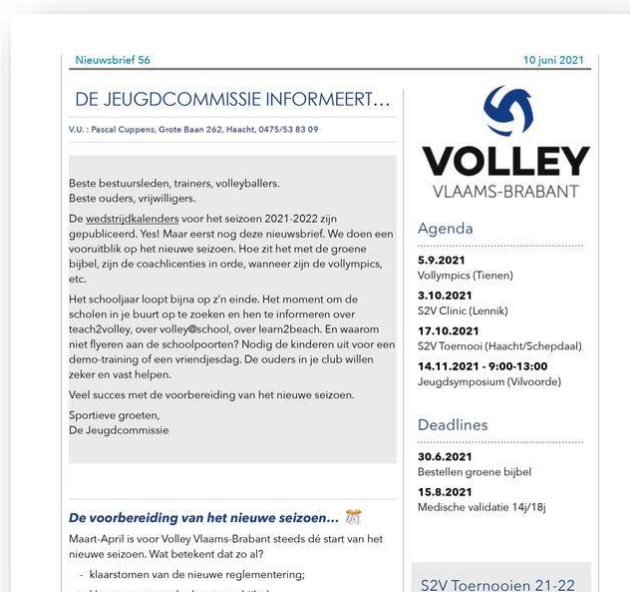 Nieuwsbrief 56
10 juni 2021
DE JEUGDCOMMISSIE INFORMEERT…
V.U. : Pascal Cuppens, Grote Baan 262, Haacht, 0475/53 83 09
Beste bestuursleden, trainers, volleyballers.
Beste ouders, vrijwilligers.
De wedstrijdkalenders voor het seizoen 2021-2022 zijn
gepubliceerd. Yes! Maar eerst nog deze nieuwsbrief. We doen een
vooruitblik op het nieuwe seizoen. Hoe zit het met de groene
bijbel, zijn de coachlicenties in orde, wanneer zijn de vollympics,
etc.
Het schooljaar loopt bijna op z’n einde. Het moment om de
scholen in je buurt op te zoeken en hen te informeren over
teach2volley, over volley@school, over learn2beach. En waarom
niet flyeren aan de schoolpoorten? Nodig de kinderen uit voor een
demo-training of een vriendjesdag. De ouders in je club willen
zeker en vast helpen.
Veel succes met de voorbereiding van het nieuwe seizoen.
Sportieve groeten,
De Jeugdcommissie
De voorbereiding van het nieuwe seizoen…
Maart-April is voor Volley Vlaams-Brabant steeds dé start van het
nieuwe seizoen. Wat betekent dat zo al?
- klaarstomen van de nieuwe reglementering;
VOLLEY
VLAAMS-BRABANT
Agenda
5.9.2021
Vollympics (Tienen)
3.10.2021
S2V Clinic (Lennik)
17.10.2021
S2V Toernooi (Haacht/Schepdaal)
14.11.2021 - 9:00-13:00
Jeugdsymposium (Vilvoorde)
Deadlines
30.6.2021
Bestellen groene bijbel
15.8.2021
Medische validatie 14j/18j
S2V Toernooien 21-22